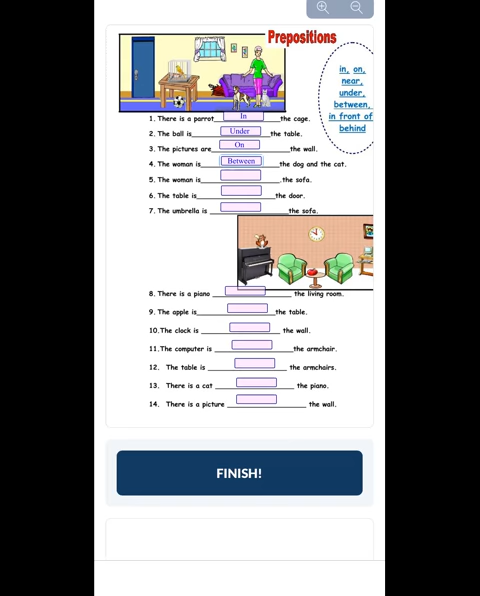 Prepositions
in, on,
near,
under,
between,
in front of
behind
1. There is a parrot In the cage.
2. The ball is Under the table.
3. The pictures are On the wall.
4. The woman is Between the dog and the cat.
5. The woman is .the sofa.
6. The table is the door.
7. The umbrella is the sofa.
8. There is a piano the living room.
9. The apple is the table.
10.The clock is the wall.
11.The computer is the armchair.
12. The table is the armchairs.
13. There is a cat the piano.
14. There is a picture the wall.
FINISH!